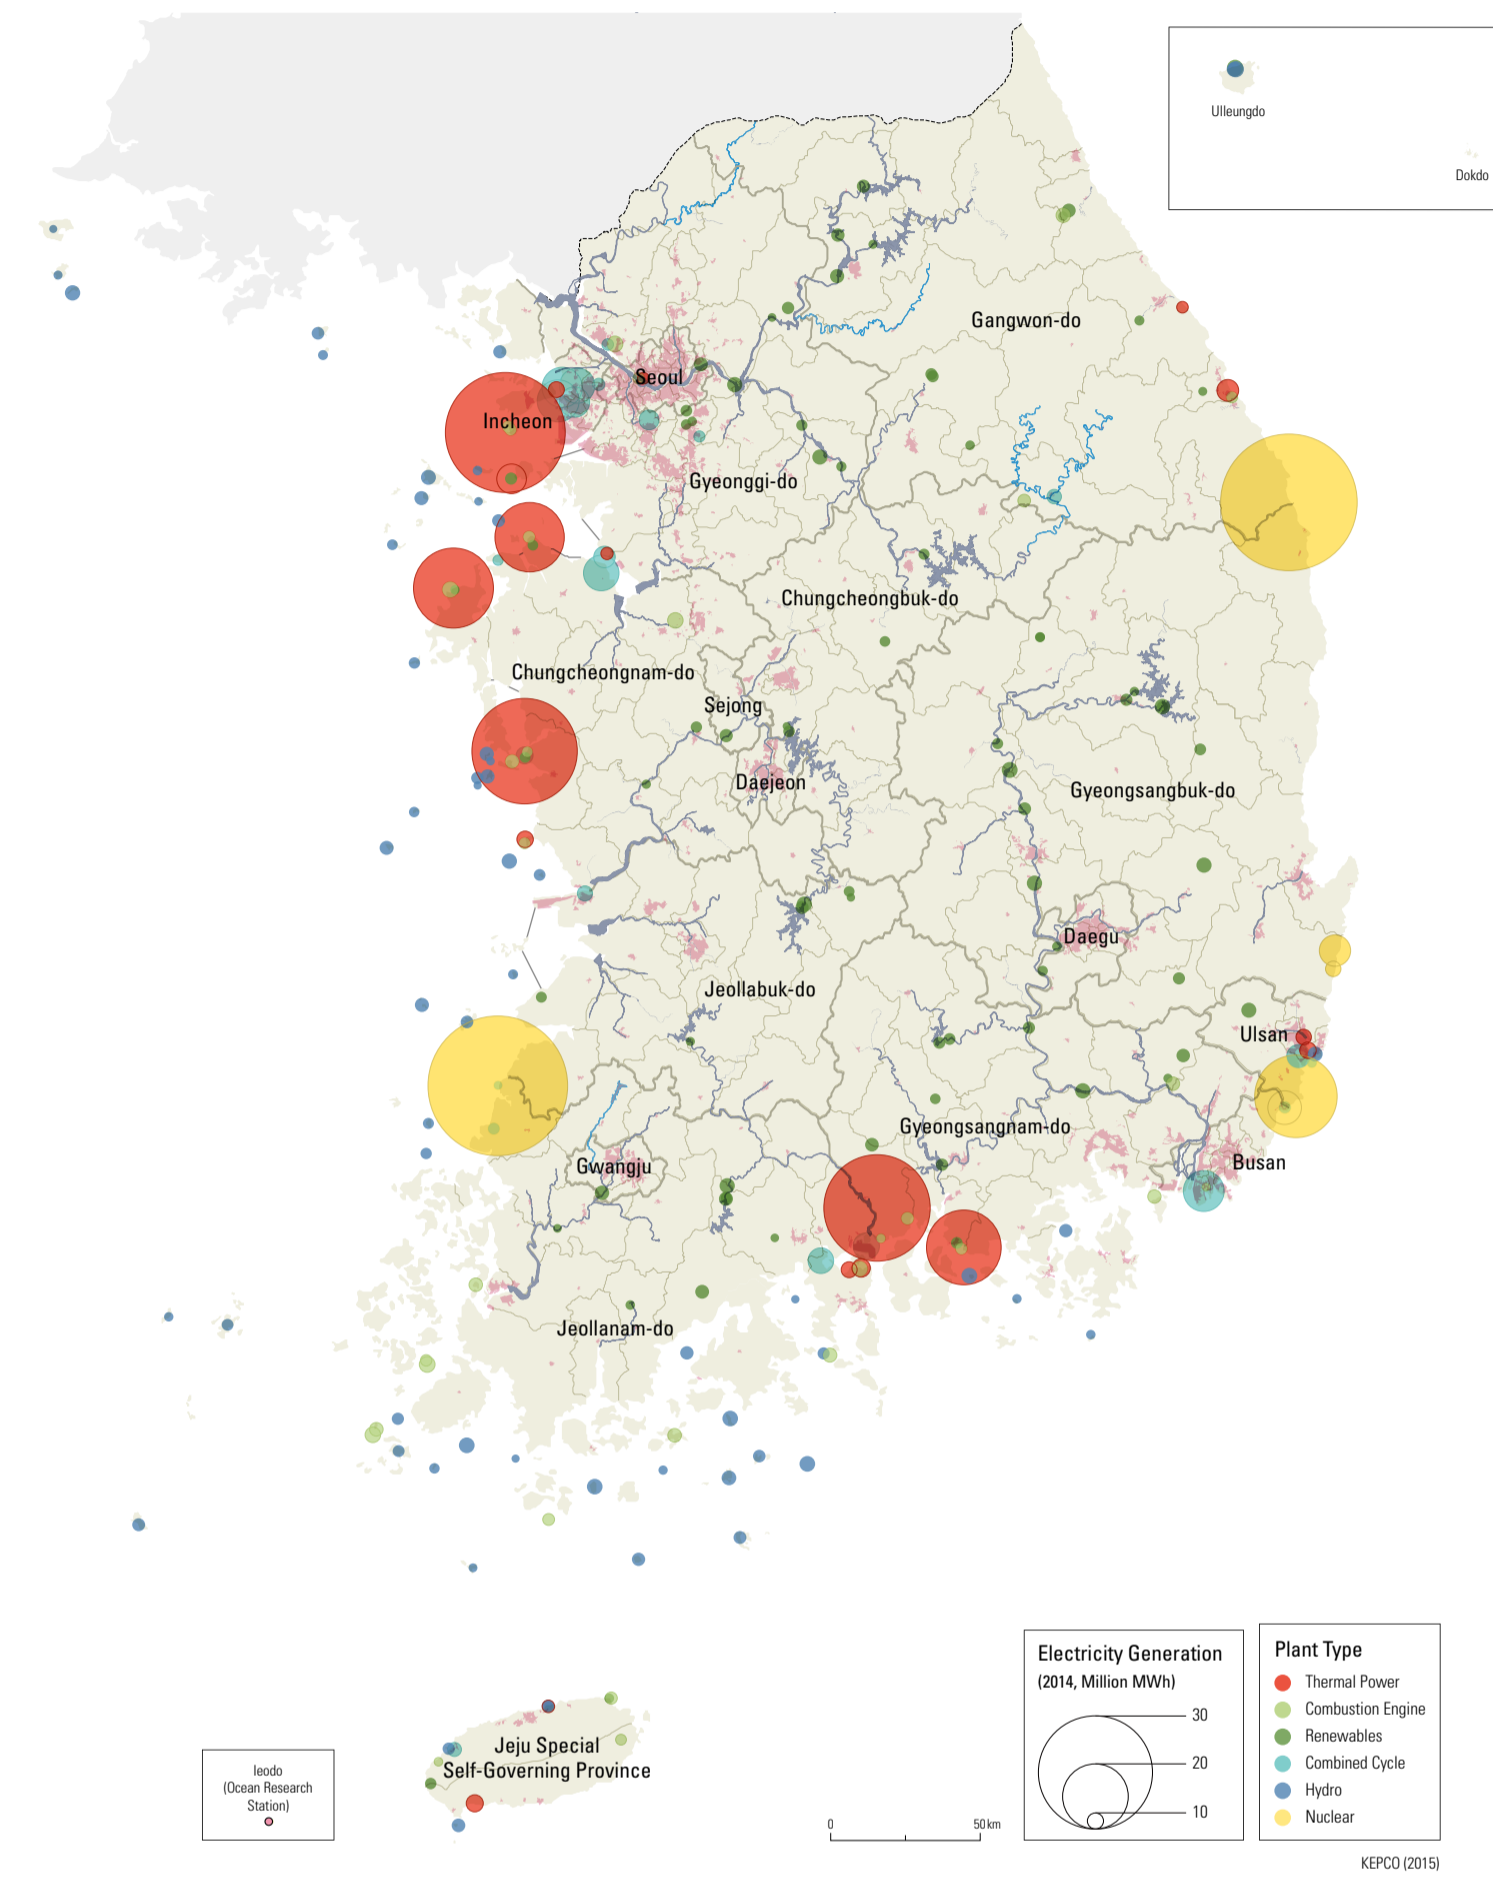 Ulleungdo
Dokdo
Gangwon-do
Seoul
Incheon
Gyeonggi-do
Chungcheongbuk-do
Chungcheongnam-do
Sejong
Daejeon
Gyeongsangbuk-do
Daegu
Jeollabuk-do
Ulsan
Gyeongsangnam-do
Busan
Gwangju
Jeollanam-do
Jeju Special
Self-Governing Province
Ieodo
(Ocean Research
Station)
0
50 km
Electricity Generation
(2014, Million MWh)
30
20
10
Plant Type
Thermal Power
Combustion Engine
Renewables
Combined Cycle
Hydro
Nuclear
KEPCO (2015)